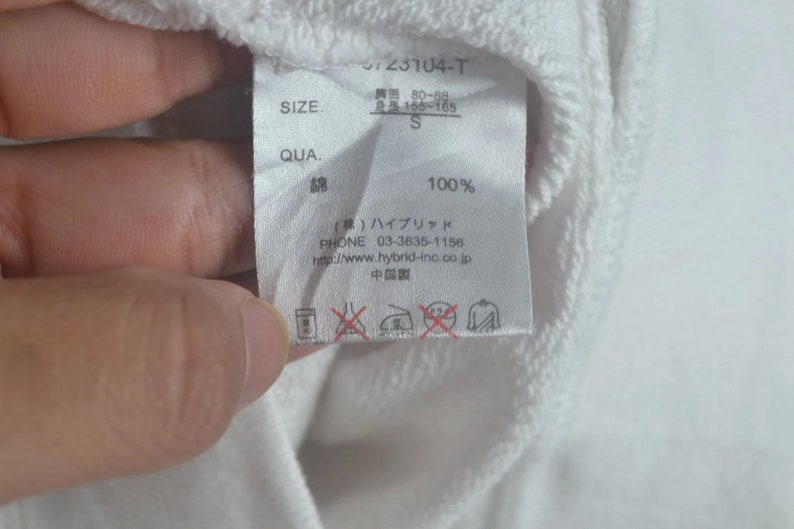 3723104-T
SIZE. 胸囲 80~88
身長 155~165
S
QUA.
綿 100%
(株)ハイブリッド
PHONE 03-3635-1156
http://www.hybrid-inc.co.jp
中国製